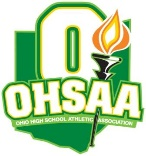 O
OHSAA
OHIO HIGH SCHOOL ATHLETIC ASSOCIATION